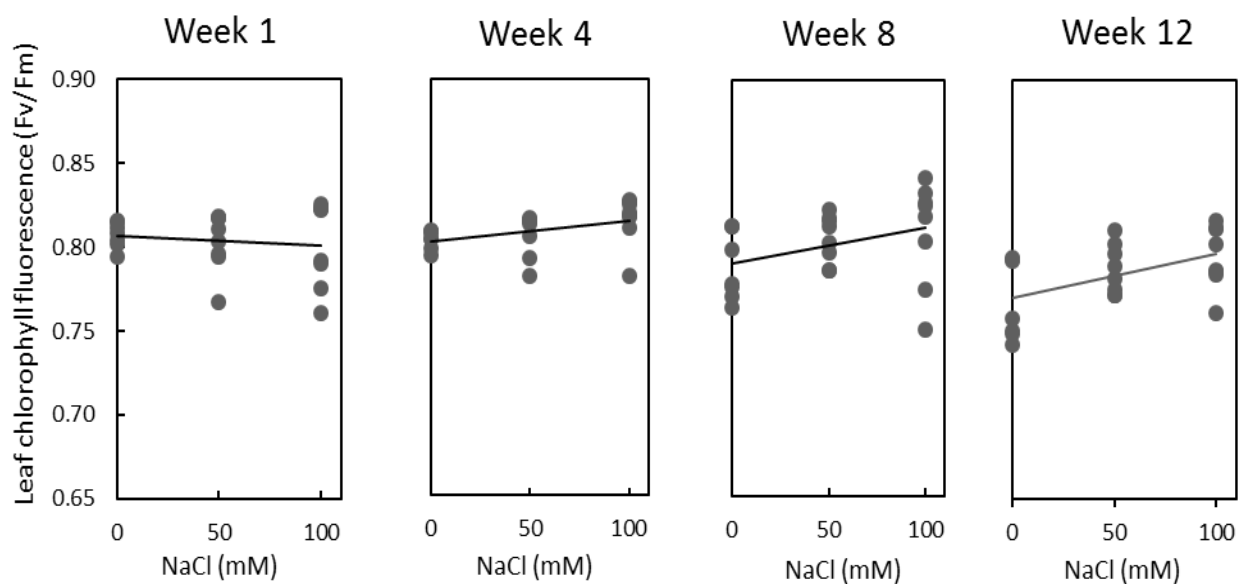 Week 1
Week 4
Week 8
Week 12
Leaf chlorophyll fluorescence (Fv/Fm)
0.90
0.85
0.80
0.75
0.70
0.65
0 50 100
0 50 100
0 50 100
0 50 100
NaCl (mM)
NaCl (mM)
NaCl (mM)
NaCl (mM)